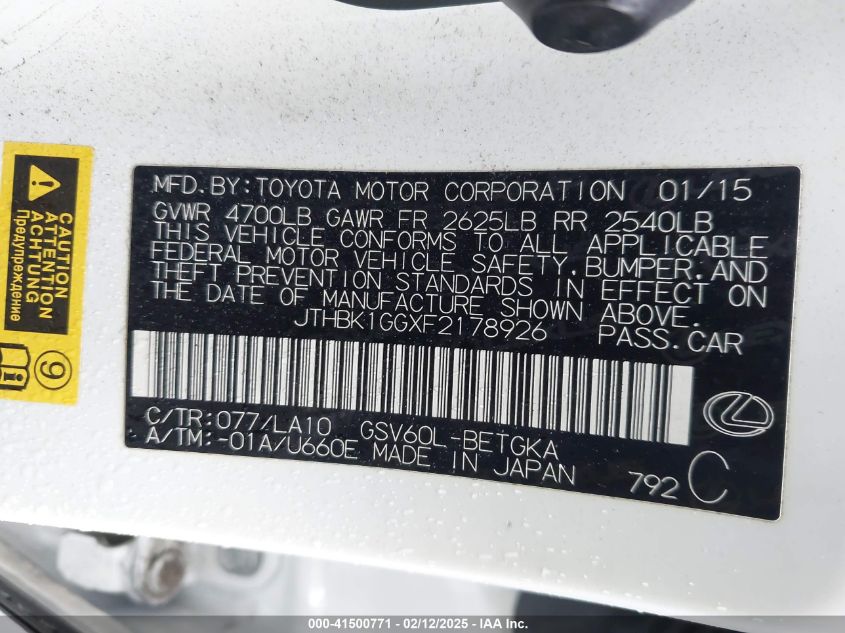 MFD. BY: TOYOTA MOTOR CORPORATION 01/15
GVWR 4700LB GAWR FR 2625LB RR 2540LB
THIS VEHICLE CONFORMS TO ALL APPLICABLE
FEDERAL MOTOR VEHICLE SAFETY, BUMPER, AND
THEFT PREVENTION STANDARDS IN EFFECT ON
THE DATE OF MANUFACTURE SHOWN ABOVE.
JTHBK1GGXF2178926 PASS. CAR
C/TR: 077/LA10 GSV60L-BETGKA
A/TM: -01A/U660E MADE IN JAPAN
792 C
CAUTION
ATTENTION
ACHTUNG
Предупреждение
9
000-41500771 - 02/12/2025 - IAA Inc.